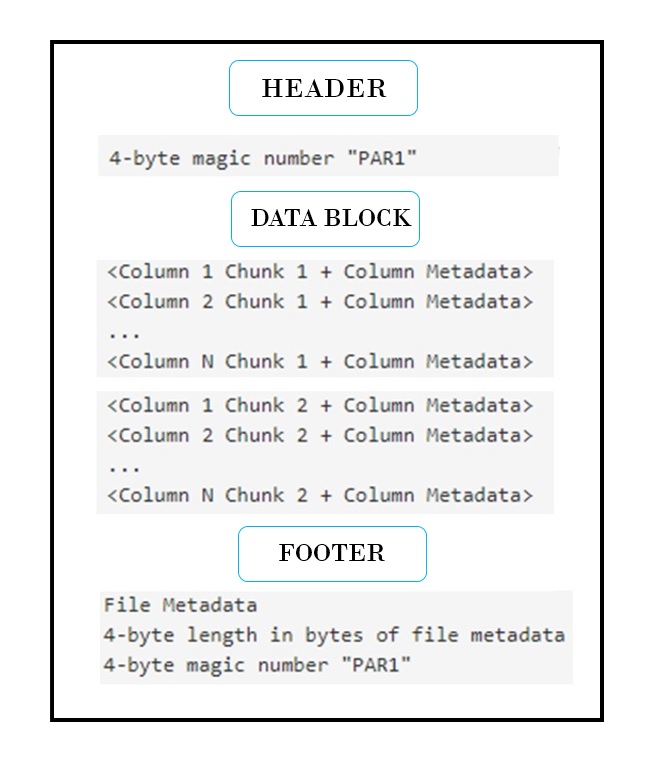 HEADER
4-byte magic number "PAR1"
DATA BLOCK
<Column 1 Chunk 1 + Column Metadata>
<Column 2 Chunk 1 + Column Metadata>
...
<Column N Chunk 1 + Column Metadata>
<Column 1 Chunk 2 + Column Metadata>
<Column 2 Chunk 2 + Column Metadata>
...
<Column N Chunk 2 + Column Metadata>
FOOTER
File Metadata
4-byte length in bytes of file metadata
4-byte magic number "PAR1"